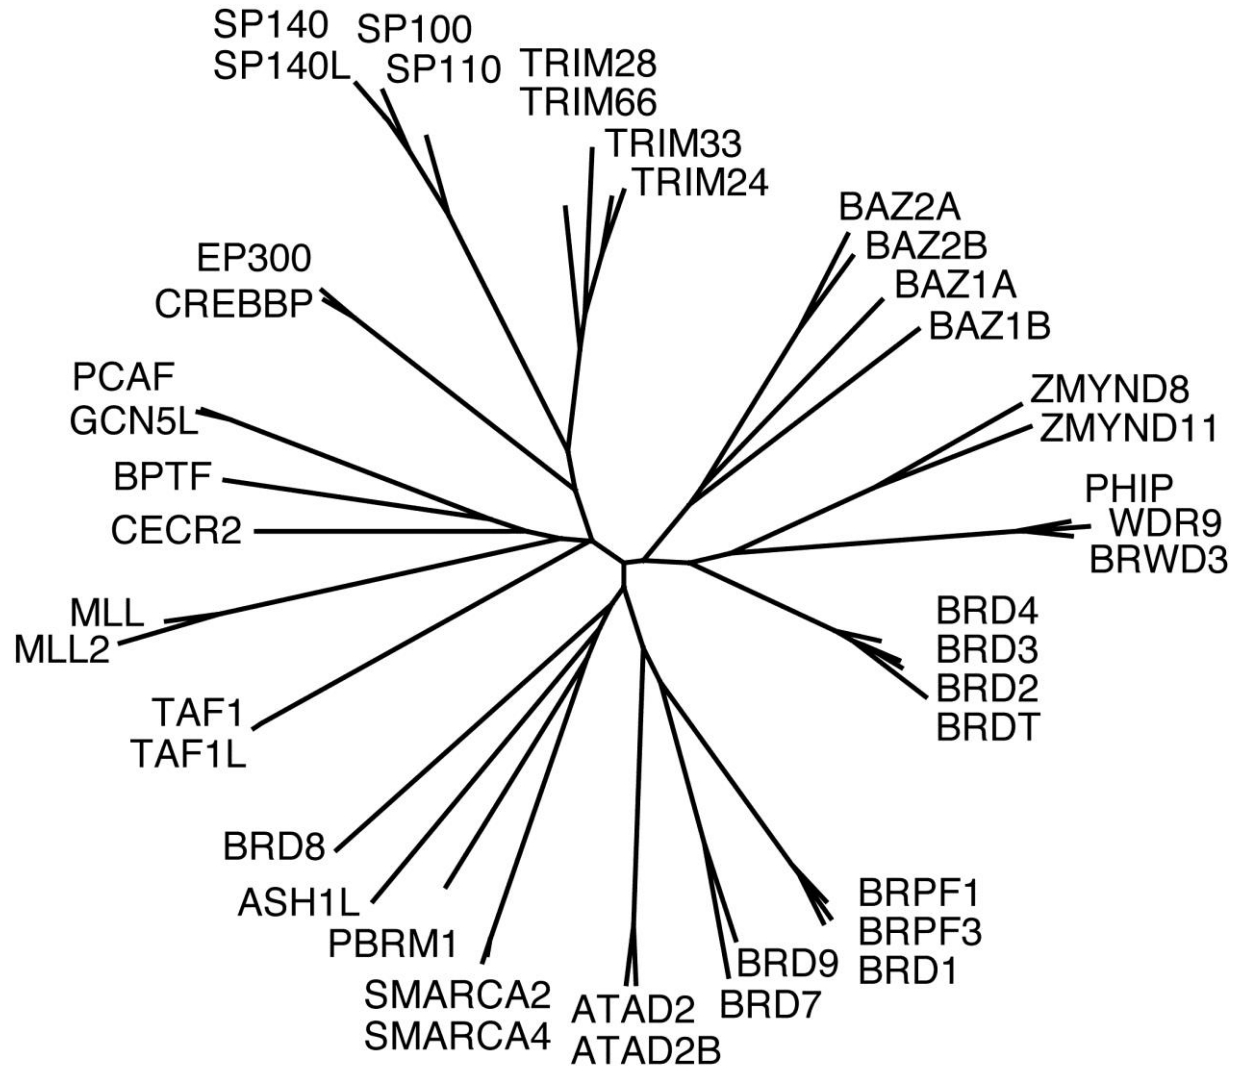 SP140
SP100
SP140L
SP110
TRIM28
TRIM66
TRIM33
TRIM24
BAZ2A
BAZ2B
BAZ1A
BAZ1B
ZMYND8
ZMYND11
PHIP
WDR9
BRWD3
BRD4
BRD3
BRD2
BRDT
BRPF1
BRPF3
BRD1
BRD9
BRD7
ATAD2
ATAD2B
SMARCA2
SMARCA4
PBRM1
ASH1L
BRD8
TAF1
TAF1L
MLL
MLL2
CECR2
BPTF
PCAF
GCN5L
EP300
CREBBP